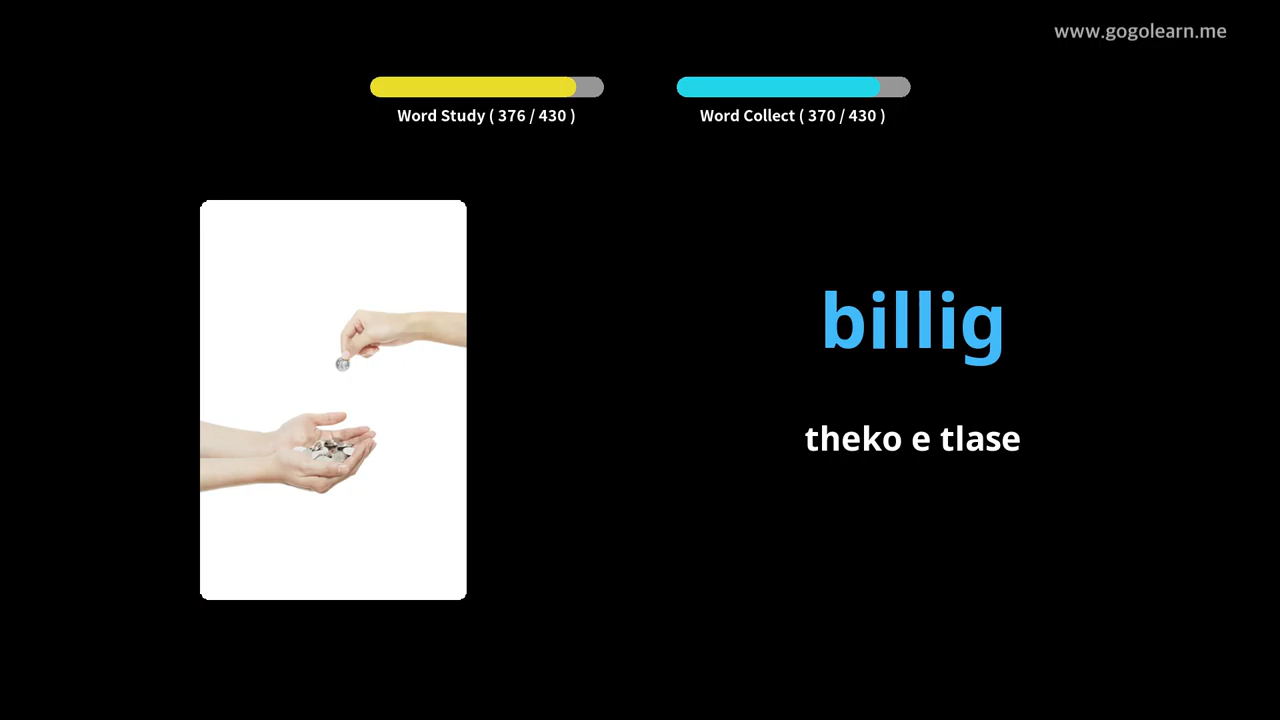 www.gogolearn.me
Word Study ( 376 / 430 )
Word Collect ( 370 / 430 )
billig
theko e tlase